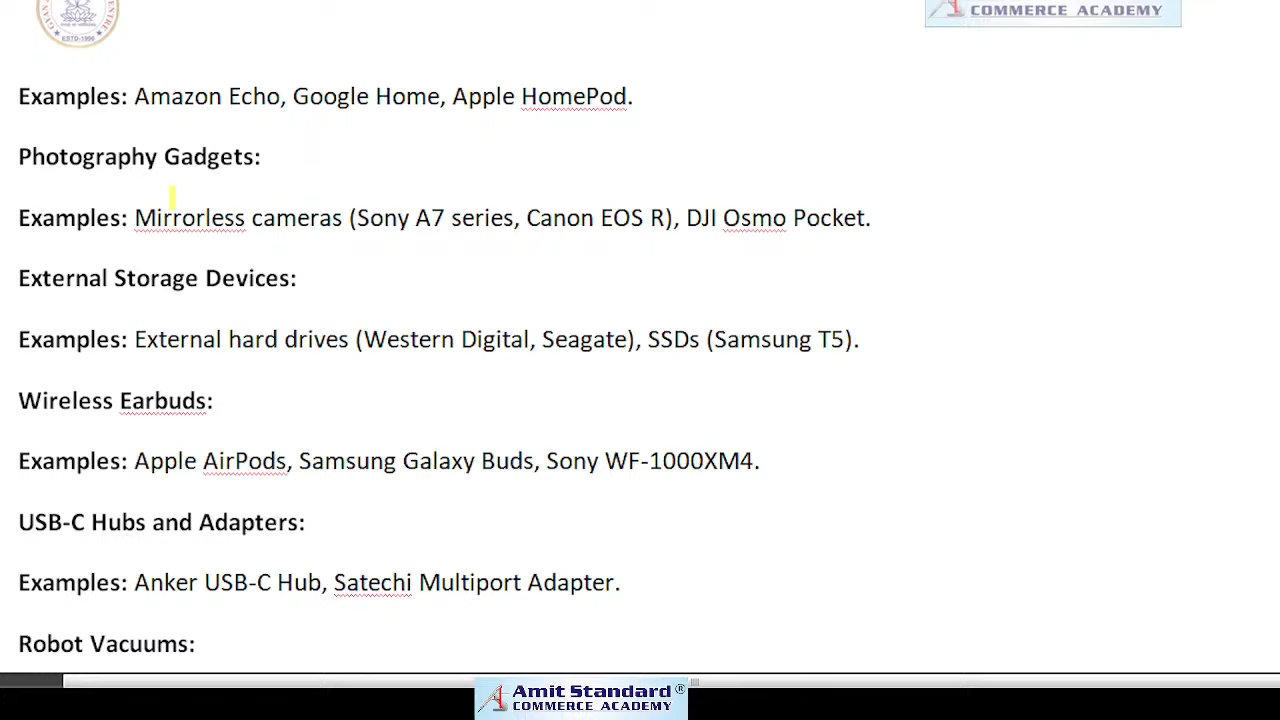 CENTRE
ESTD-1996
COMMERCE ACADEMY
Examples: Amazon Echo, Google Home, Apple HomePod.
Photography Gadgets:
Examples: Mirrorless cameras (Sony A7 series, Canon EOS R), DJI Osmo Pocket.
External Storage Devices:
Examples: External hard drives (Western Digital, Seagate), SSDs (Samsung T5).
Wireless Earbuds:
Examples: Apple AirPods, Samsung Galaxy Buds, Sony WF-1000XM4.
USB-C Hubs and Adapters:
Examples: Anker USB-C Hub, Satechi Multiport Adapter.
Robot Vacuums:
Amit Standard®
COMMERCE ACADEMY